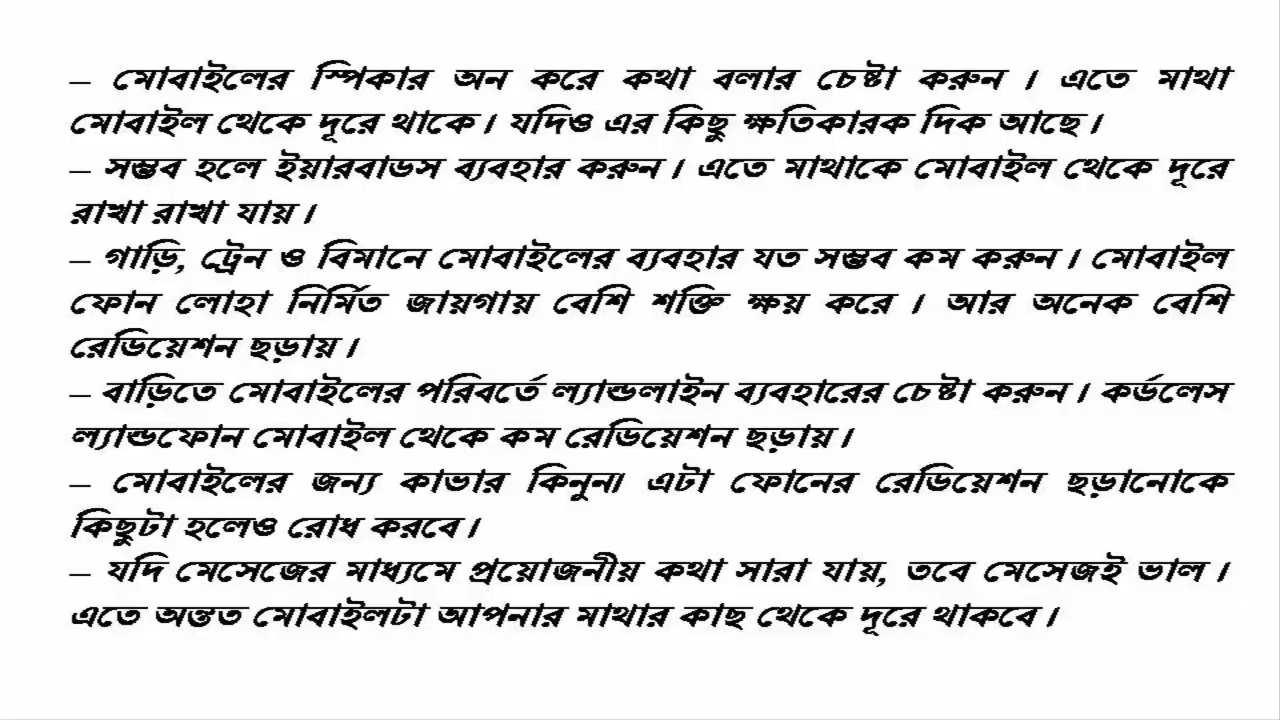 – মোবাইলের স্পিকার অন করে কথা বলার চেষ্টা করুন । এতে মাথা
মোবাইল থেকে দূরে থাকে । যদিও এর কিছু ক্ষতিকারক দিক আছে ।
– সম্ভব হলে ইয়ারবাডস ব্যবহার করুন । এতে মাথাকে মোবাইল থেকে দূরে
রাখা রাখা যায় ।
– গাড়ি, ট্রেন ও বিমানে মোবাইলের ব্যবহার যত সম্ভব কম করুন । মোবাইল
ফোন লোহা নির্মিত জায়গায় বেশি শক্তি ক্ষয় করে । আর অনেক বেশি
রেডিয়েশন ছড়ায় ।
– বাড়িতে মোবাইলের পরিবর্তে ল্যান্ডলাইন ব্যবহারের চেষ্টা করুন । কর্ডলেস
ল্যান্ডফোন মোবাইল থেকে কম রেডিয়েশন ছড়ায় ।
– মোবাইলের জন্য কাভার কিনুন৷ এটা ফোনের রেডিয়েশন ছড়ানোকে
কিছুটা হলেও রোধ করবে ।
– যদি মেসেজের মাধ্যমে প্রয়োজনীয় কথা সারা যায়, তবে মেসেজই ভাল ।
এতে অন্তত মোবাইলটা আপনার মাথার কাছ থেকে দূরে থাকবে ।